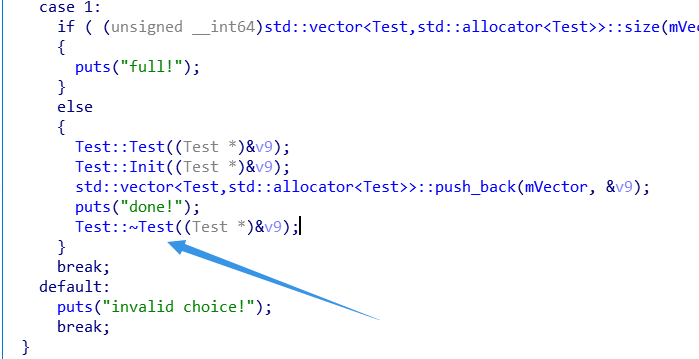 case 1:
if ( (unsigned __int64)std::vector<Test,std::allocator<Test>>::size(mVec
{
puts("full!");
}
else
{
Test::Test((Test *)&v9);
Test::Init((Test *)&v9);
std::vector<Test,std::allocator<Test>>::push_back(mVector, &v9);
puts("done!");
Test::~Test((Test *)&v9);
}
break;
default:
puts("invalid choice!");
break;
}